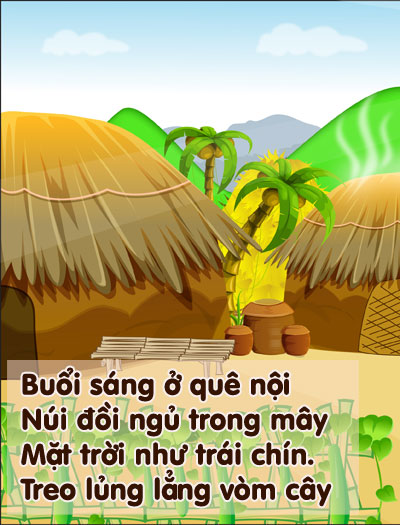 Buổi sáng ở quê nội
Núi đồi ngủ trong mây
Mặt trời như trái chín.
Treo lủng lẳng vòm cây